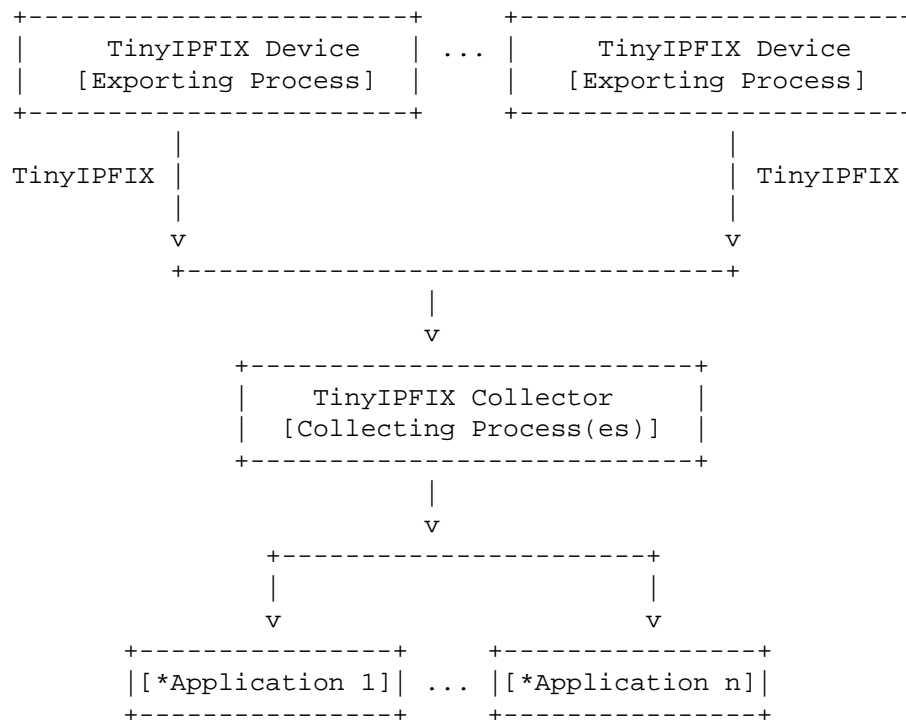 TinyIPFIX Device ... TinyIPFIX Device
[Exporting Process] [Exporting Process]
TinyIPFIX TinyIPFIX
TinyIPFIX Collector
[Collecting Process(es)]
[*Application 1] ... [*Application n]